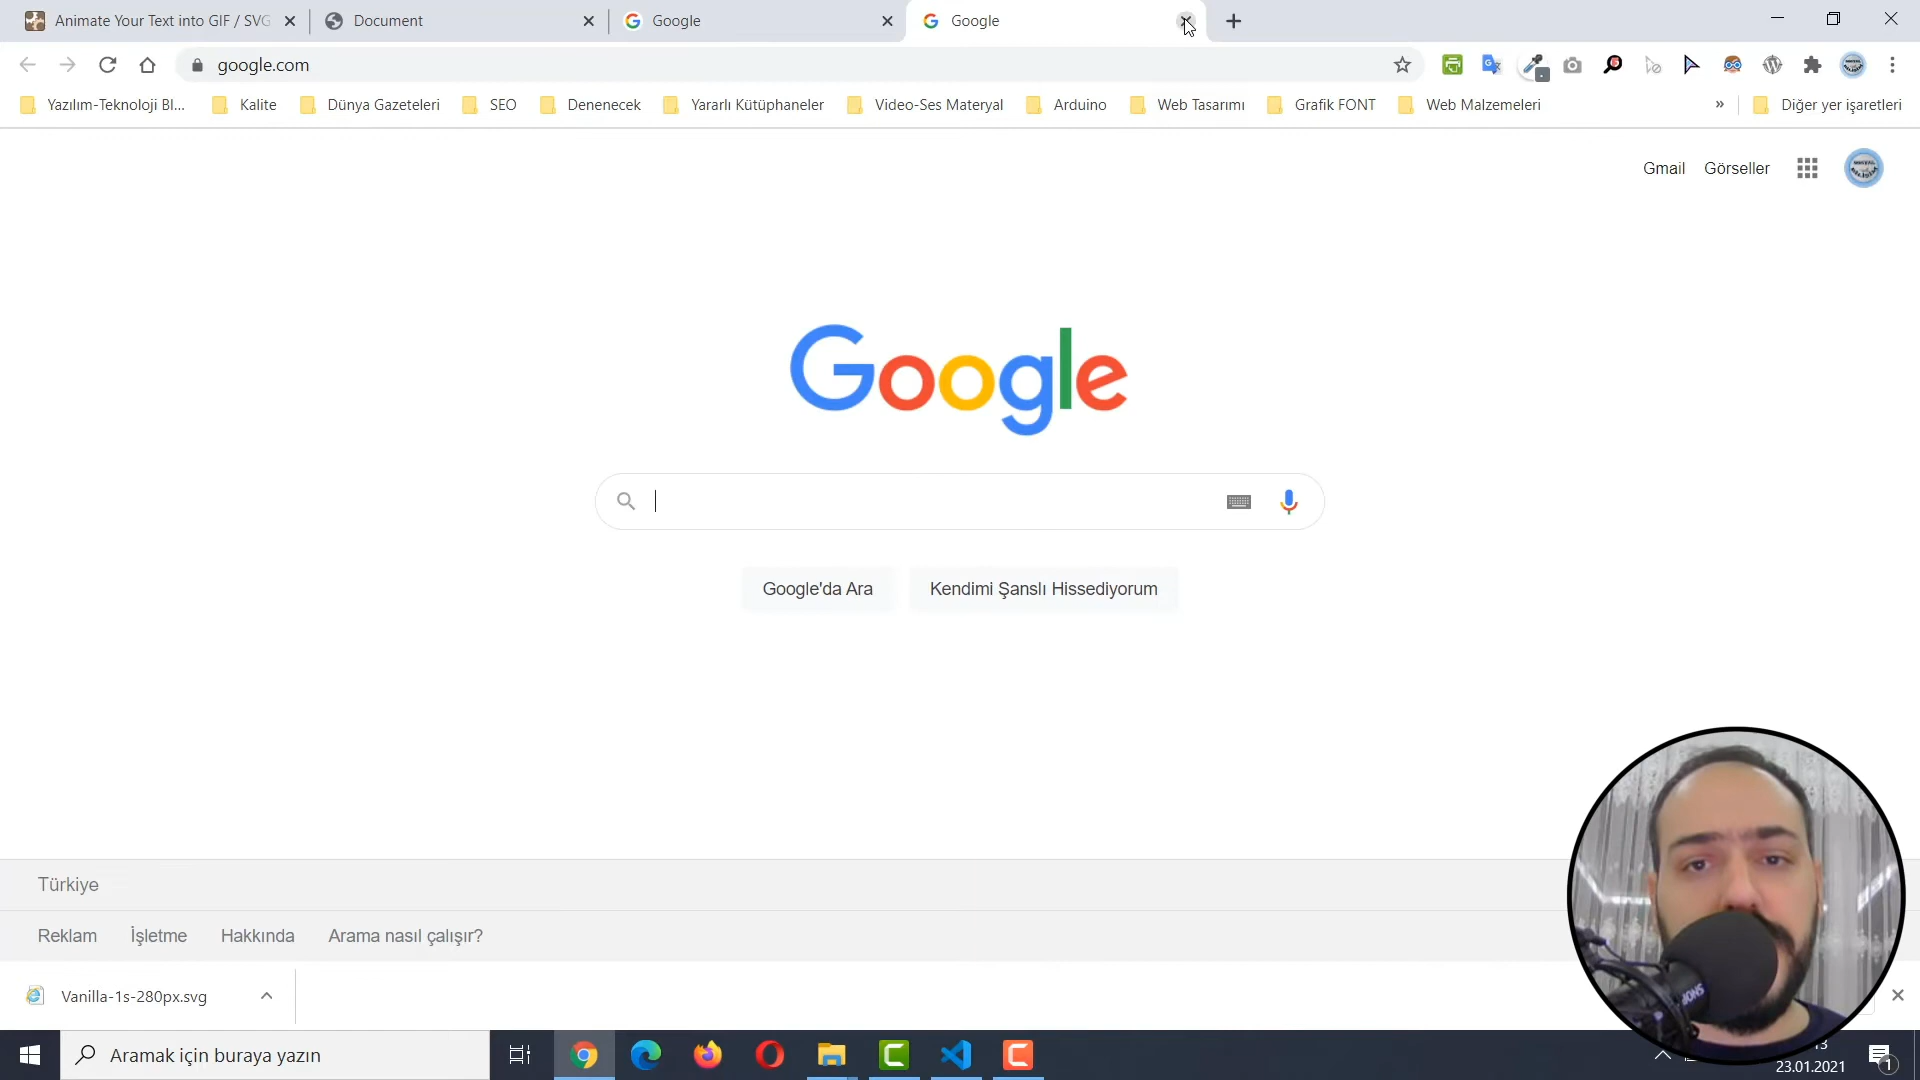 Animate Your Text into GIF / SVG
Document
Google
Google
google.com
Yazılım-Teknoloji Bl...
Kalite
Dünya Gazeteleri
SEO
Denenecek
Yararlı Kütüphaneler
Video-Ses Materyal
Arduino
Web Tasarımı
Grafik FONT
Web Malzemeleri
»
Diğer yer işaretleri
Gmail
Görseller
Google
Google'da Ara
Kendimi Şanslı Hissediyorum
Türkiye
Reklam
İşletme
Hakkında
Arama nasıl çalışır?
Vanilla-1s-280px.svg
Aramak için buraya yazın
23.01.2021
1